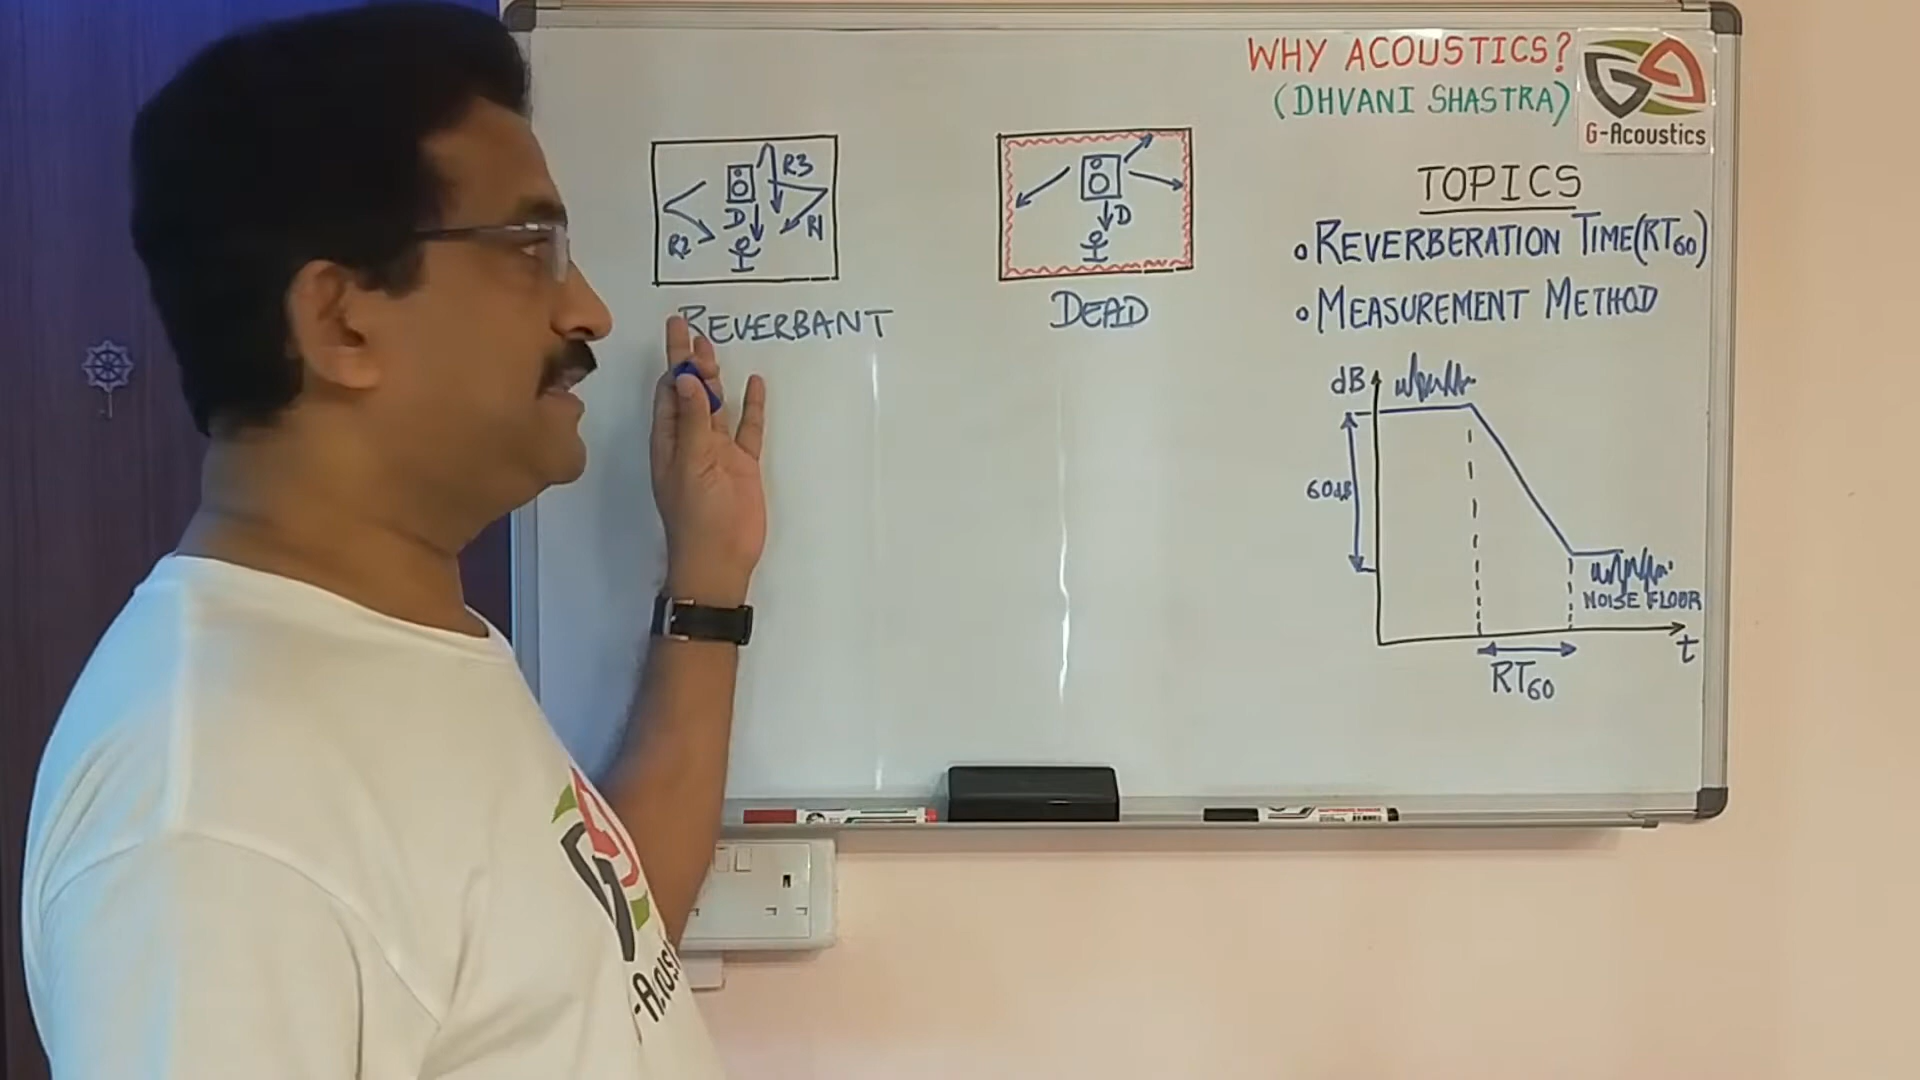 WHY ACOUSTICS?
(DHVANI SHASTRA)
G-Acoustics
TOPICS
• REVERBERATION TIME(RT60)
• MEASUREMENT METHOD
R3
D
R2
R1
REVERBANT
D
DEAD
dB
60dB
NOISE FLOOR
t
RT60